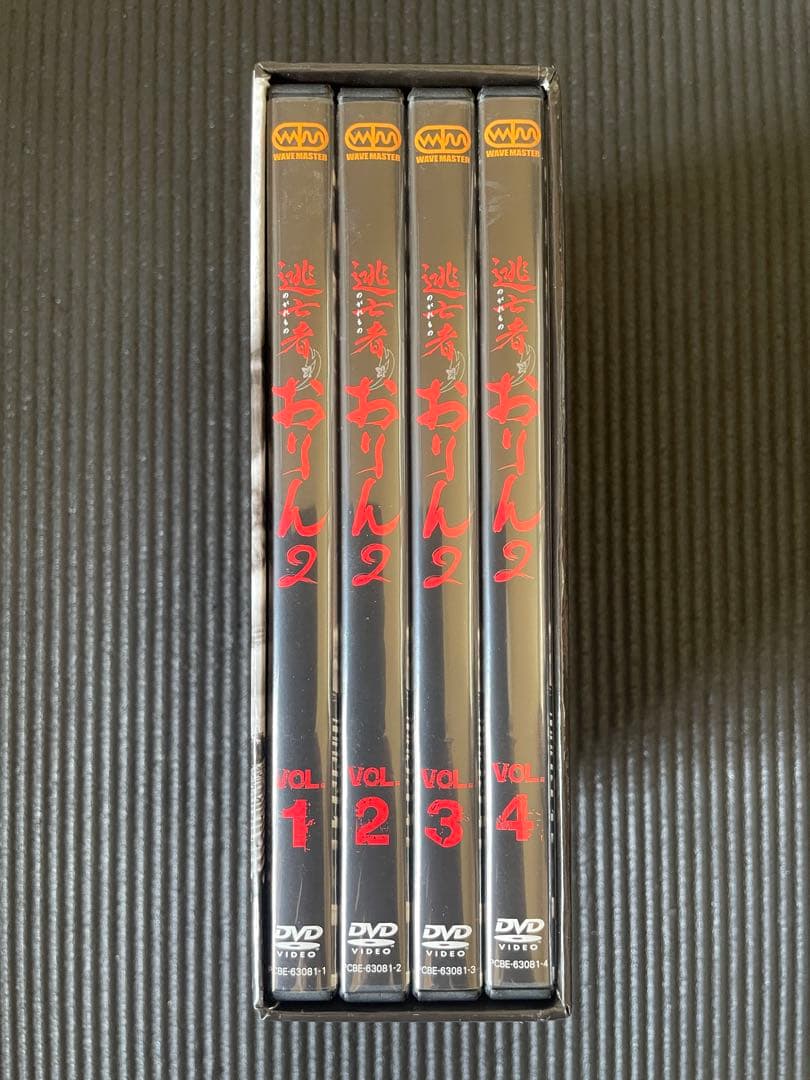 WAVE MASTER
逃亡者
のがれもの
おりん2
VOL.
1
DVD
VIDEO
PCBE-63081-1
WAVE MASTER
逃亡者
のがれもの
おりん2
VOL.
2
DVD
VIDEO
PCBE-63081-2
WAVE MASTER
逃亡者
のがれもの
おりん2
VOL.
3
DVD
VIDEO
PCBE-63081-3
WAVE MASTER
逃亡者
のがれもの
おりん2
VOL.
4
DVD
VIDEO
PCBE-63081-4